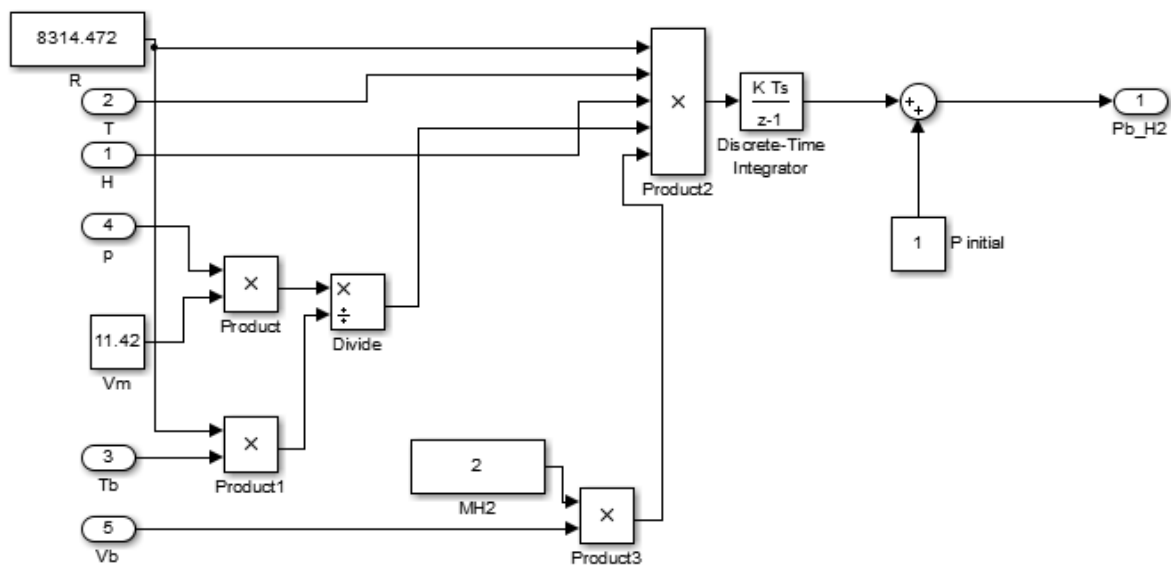 8314.472
R
2
T
1
H
4
p
11.42
Vm
3
Tb
5
Vb
×
Product
×
÷
Divide
×
Product1
2
MH2
×
Product3
×
Product2
K Ts
z-1
Discrete-Time
Integrator
+
+
1
P initial
1
Pb_H2